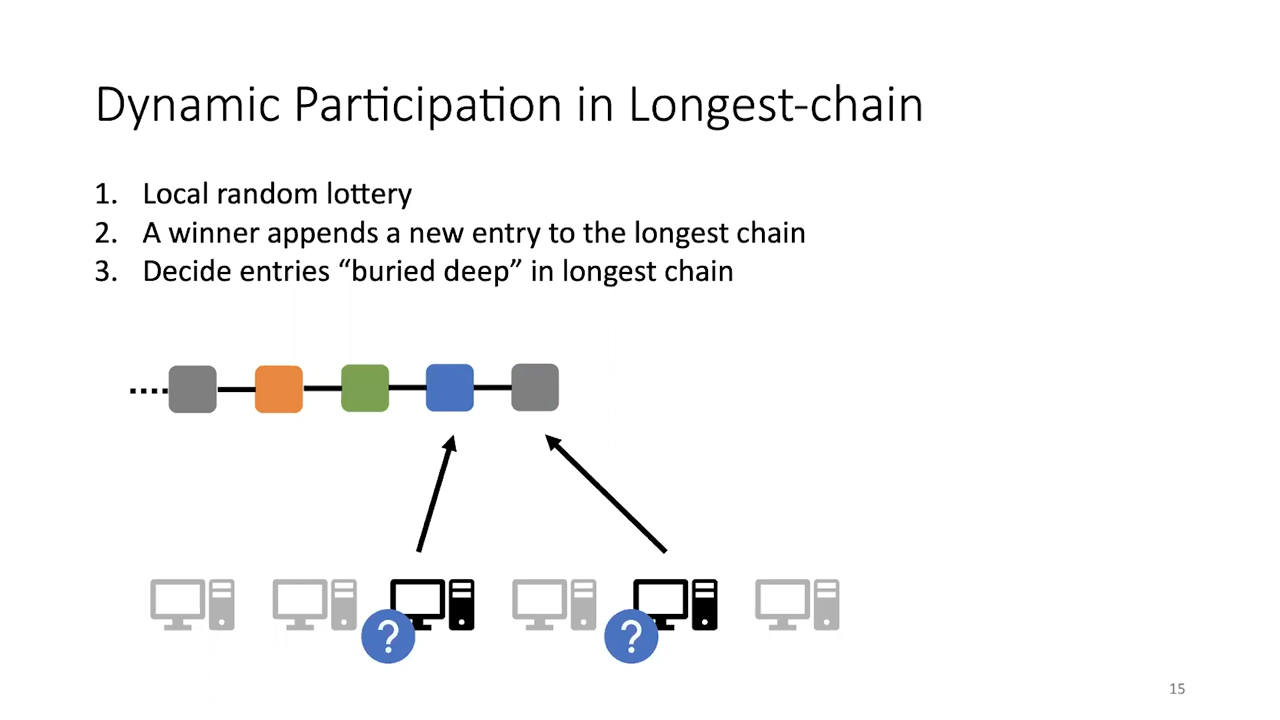 Dynamic Participation in Longest-chain
1. Local random lottery
2. A winner appends a new entry to the longest chain
3. Decide entries “buried deep” in longest chain
? ?
15